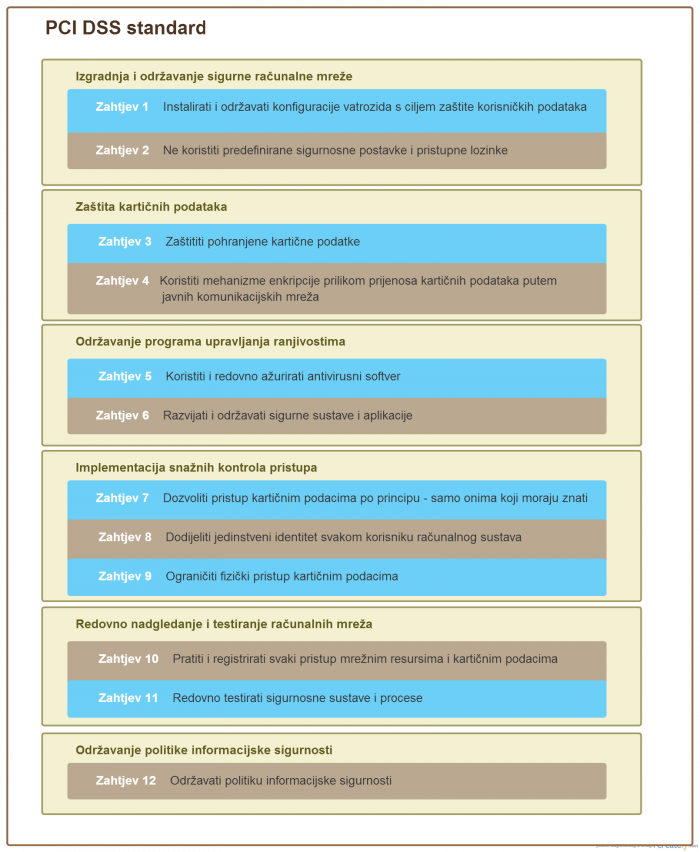 PCI DSS standard
Izgradnja i održavanje sigurne računalne mreže
Zahtjev 1 Instalirati i održavati konfiguracije vatrozida s ciljem zaštite korisničkih podataka
Zahtjev 2 Ne koristiti predefinirane sigurnosne postavke i pristupne lozinke
Zaštita kartičnih podataka
Zahtjev 3 Zaštititi pohranjene kartične podatke
Zahtjev 4 Koristiti mehanizme enkripcije prilikom prijenosa kartičnih podataka putem
javnih komunikacijskih mreža
Održavanje programa upravljanja ranjivostima
Zahtjev 5 Koristiti i redovno ažurirati antivirusni softver
Zahtjev 6 Razvijati i održavati sigurne sustave i aplikacije
Implementacija snažnih kontrola pristupa
Zahtjev 7 Dozvoliti pristup kartičnim podacima po principu - samo onima koji moraju znati
Zahtjev 8 Dodijeliti jedinstveni identitet svakom korisniku računalnog sustava
Zahtjev 9 Ograničiti fizički pristup kartičnim podacima
Redovno nadgledanje i testiranje računalnih mreža
Zahtjev 10 Pratiti i registrirati svaki pristup mrežnim resursima i kartičnim podacima
Zahtjev 11 Redovno testirati sigurnosne sustave i procese
Održavanje politike informacijske sigurnosti
Zahtjev 12 Održavati politiku informacijske sigurnosti